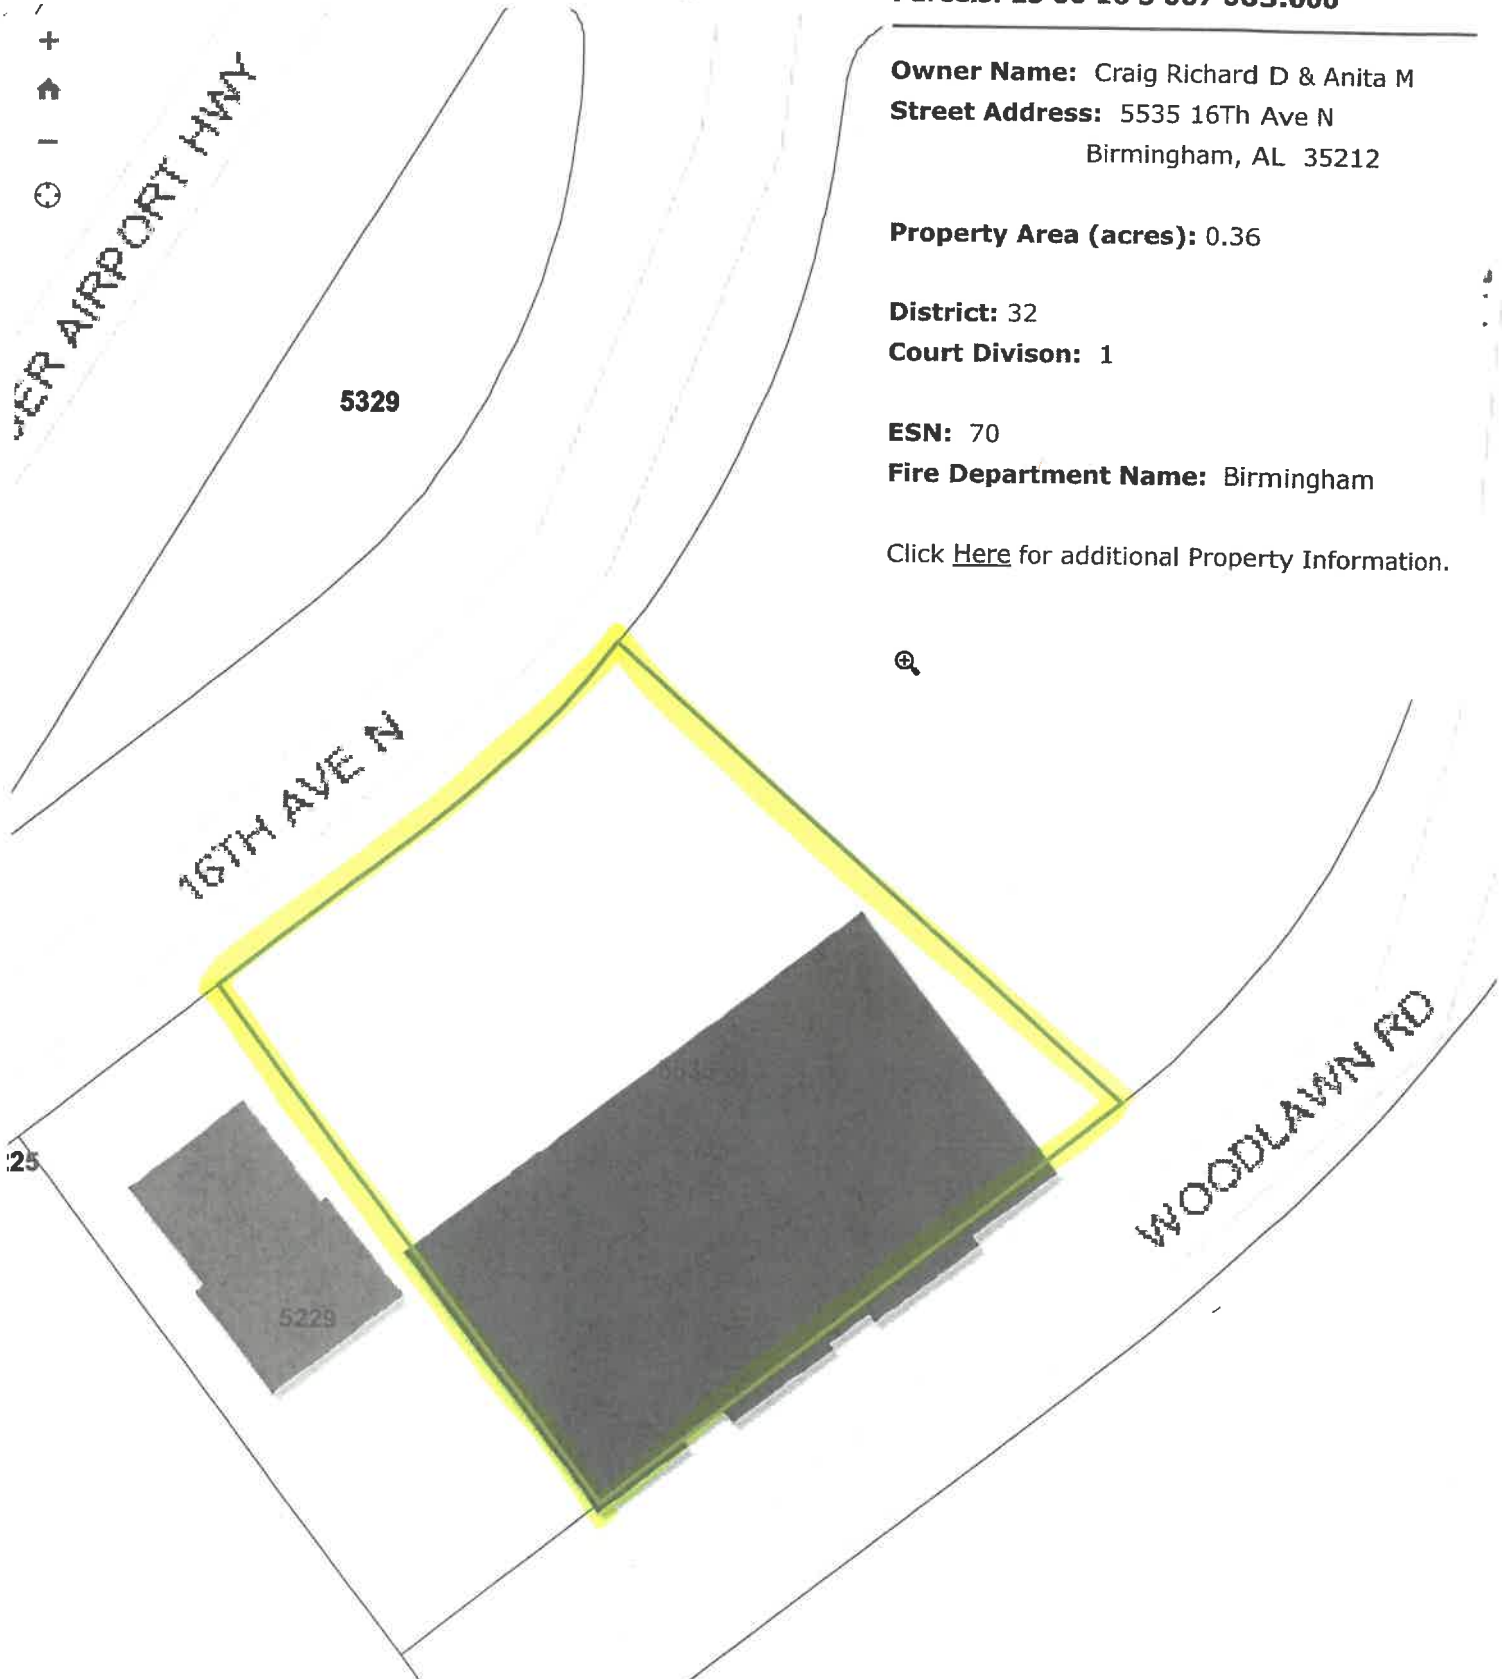 Owner Name: Craig Richard D & Anita M
Street Address: 5535 16Th Ave N
Birmingham, AL 35212
Property Area (acres): 0.36
District: 32
Court Divison: 1
ESN: 70
Fire Department Name: Birmingham
Click Here for additional Property Information.
AIRPORT HWY
5329
16TH AVE N
WOODLAWN RD
5229